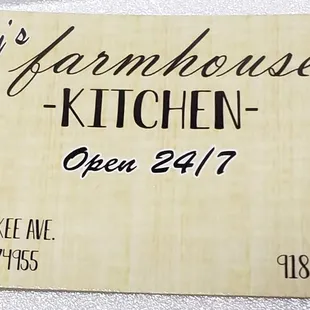 j's
farmhouse
-KITCHEN-
Open 24/7
KEE AVE.
74955
918